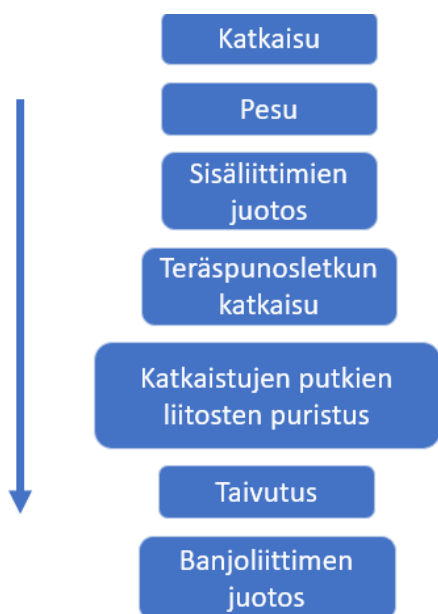 Katkaisu
Pesu
Sisäliittimien
juotos
Teräspunosletkun
katkaisu
Katkaistujen putkien
liitosten puristus
Taivutus
Banjoliittimen
juotos